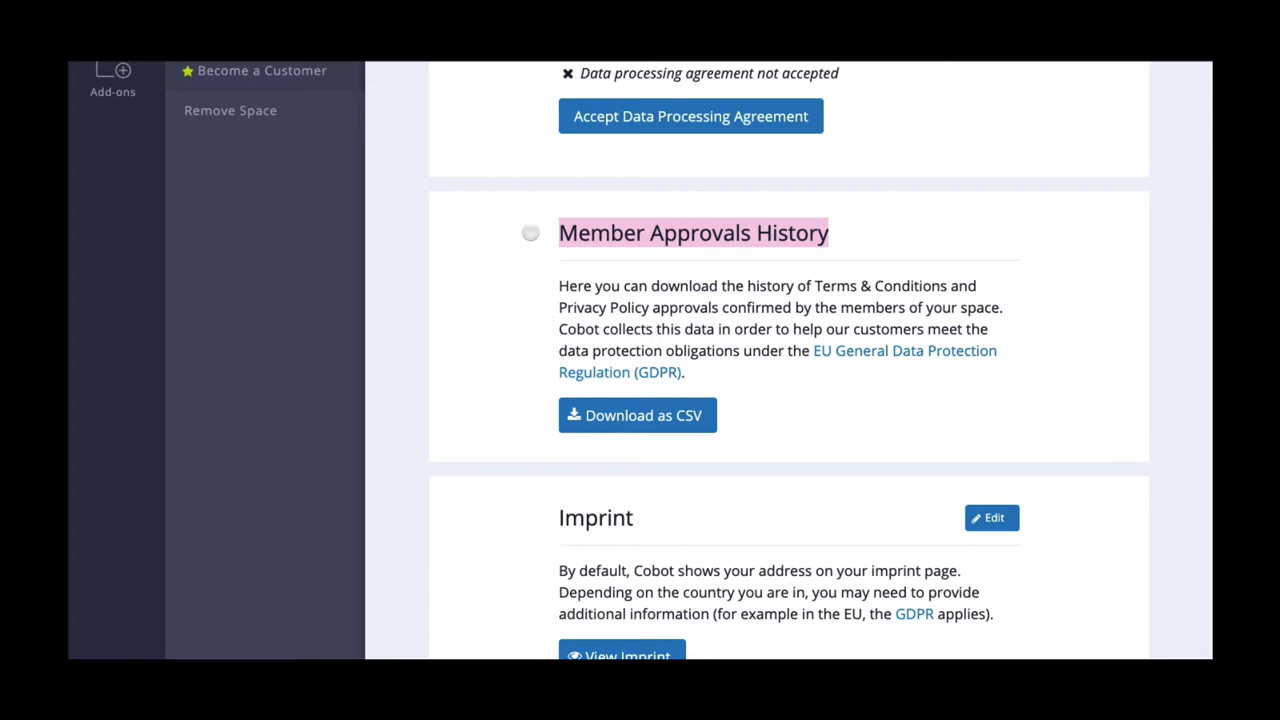 Add-ons
Become a Customer
Remove Space
Data processing agreement not accepted
Accept Data Processing Agreement
Member Approvals History
Here you can download the history of Terms & Conditions and
Privacy Policy approvals confirmed by the members of your space.
Cobot collects this data in order to help our customers meet the
data protection obligations under the EU General Data Protection
Regulation (GDPR).
Download as CSV
Imprint
Edit
By default, Cobot shows your address on your imprint page.
Depending on the country you are in, you may need to provide
additional information (for example in the EU, the GDPR applies).
View Imprint